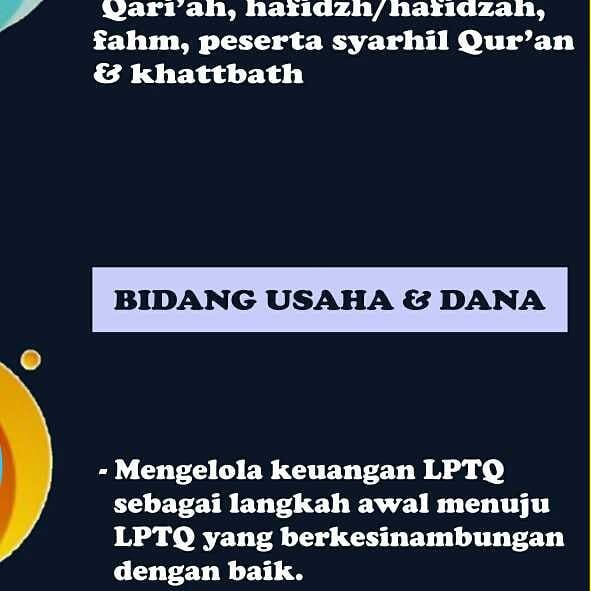 Qari'ah, hafidzh/hafidzah,
fahm, peserta syarhil Qur'an
& khattbath
BIDANG USAHA & DANA
- Mengelola keuangan LPTQ
sebagai langkah awal menuju
LPTQ yang berkesinambungan
dengan baik.